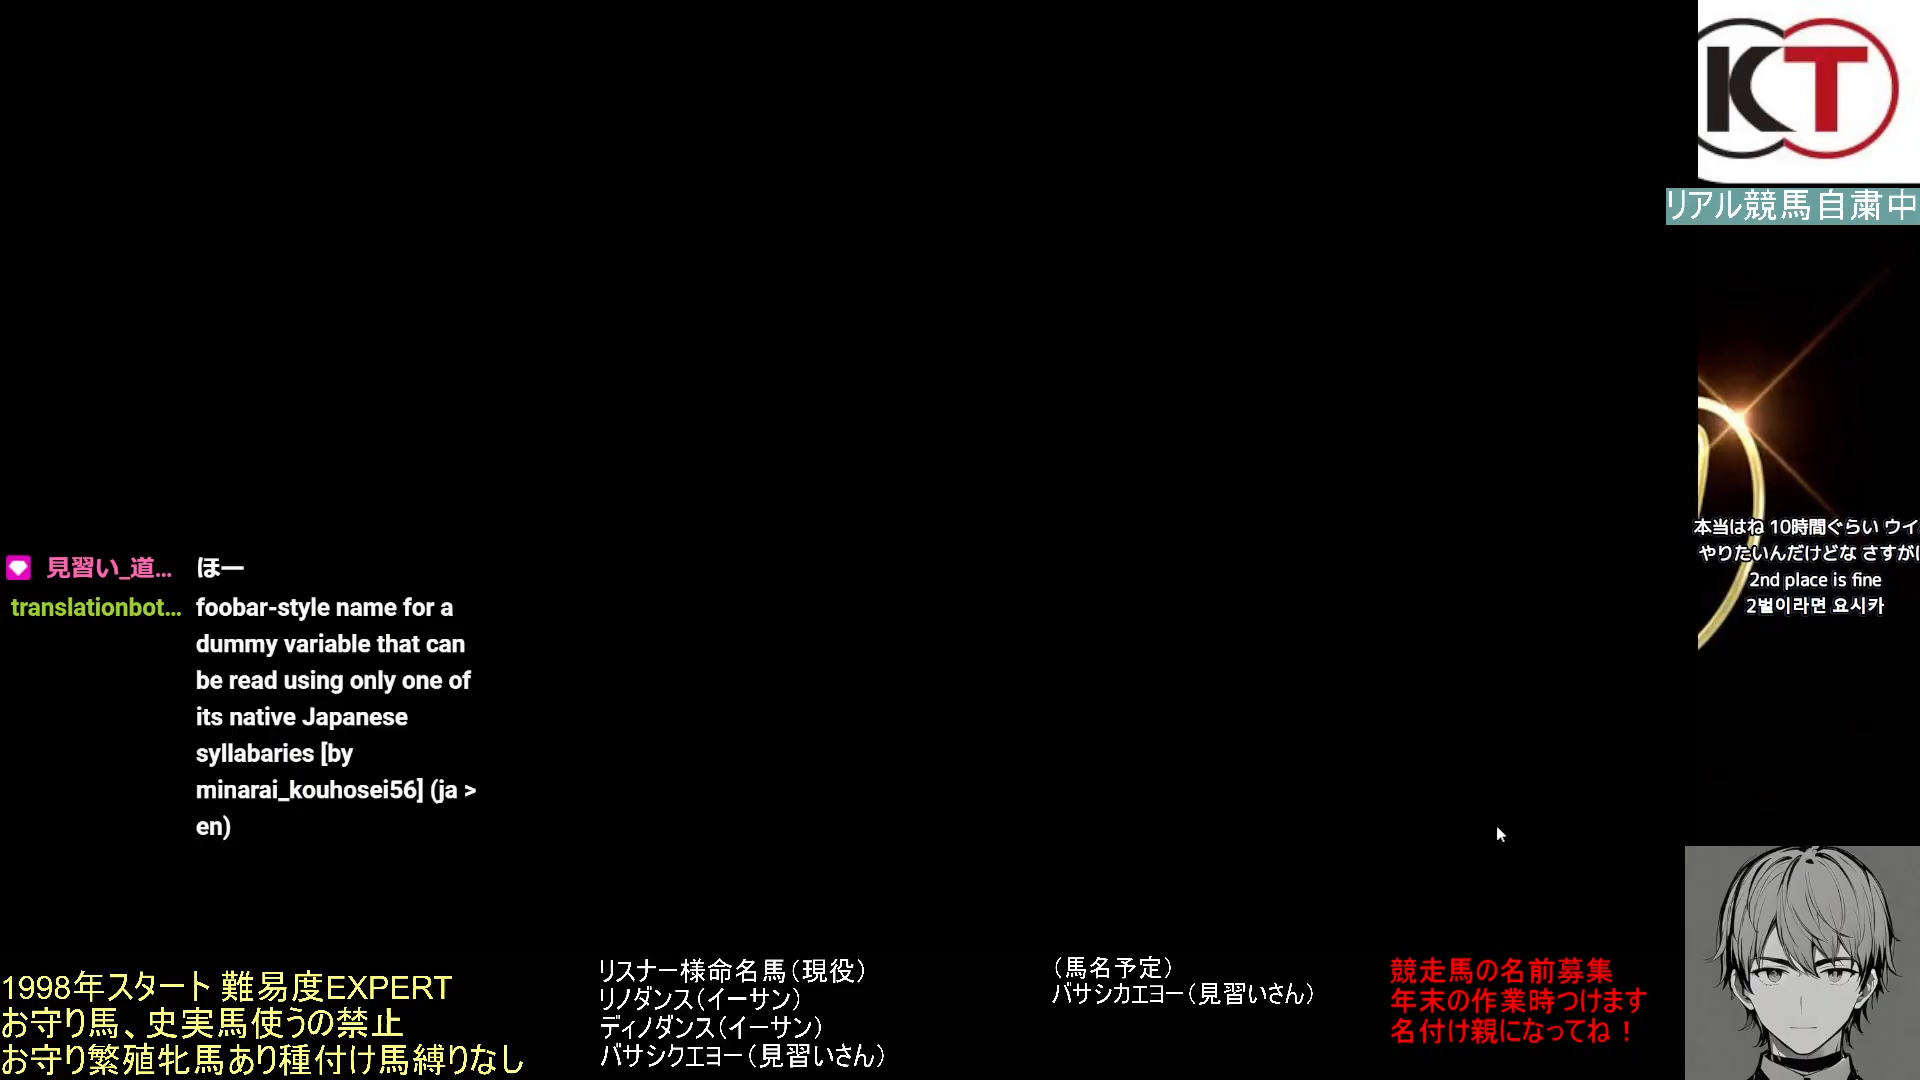 KT
リアル競馬自粛中
本当はね 10時間ぐらい ウイ
やりたいんだけどな さすが
2nd place is fine
2벌이라면 요시카
見習い_道... ほー
translationbot... foobar-style name for a
dummy variable that can
be read using only one of
its native Japanese
syllabaries [by
minarai_kouhosei56] (ja >
en)
1998年スタート 難易度EXPERT
お守り馬、史実馬使うの禁止
お守り繁殖牝馬あり種付け馬縛りなし
リスナー様命名馬（現役）
リノダンス（イーサン）
ディノダンス（イーサン）
バサシクエヨー（見習いさん）
（馬名予定）
バサシカエヨー（見習いさん）
競走馬の名前募集
年末の作業時つけます
名付け親になってね！